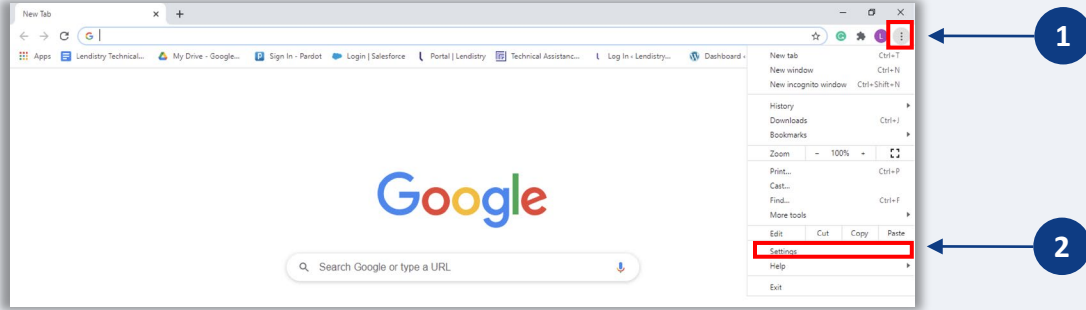 New Tab
G
Apps Lendistry Technical... My Drive - Google... Sign In - Pardot Login | Salesforce Portal | Lendistry Technical Assistanc... Log In ‹ Lendistry... Dashboard ‹
L
1
New tab Ctrl+T
New window Ctrl+N
New incognito window Ctrl+Shift+N
History
Downloads Ctrl+J
Bookmarks
Zoom - 100% +
Print... Ctrl+P
Cast...
Find... Ctrl+F
More tools
Edit Cut Copy Paste
Settings
Help
Exit
2
Google
Search Google or type a URL